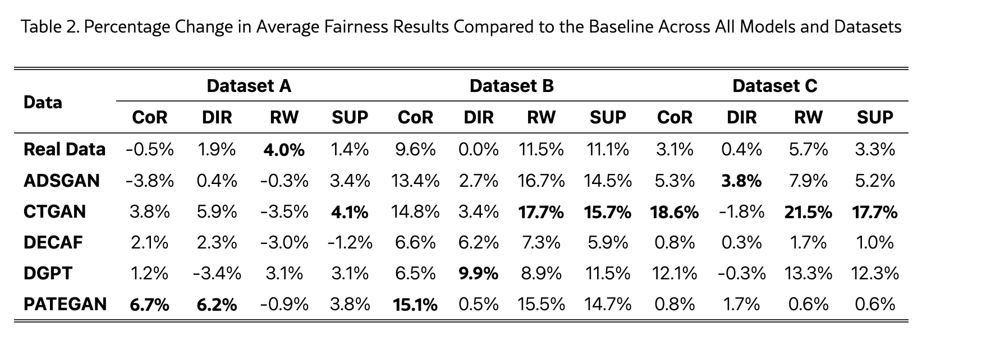 Table 2. Percentage Change in Average Fairness Results Compared to the Baseline Across All Models and Datasets
Data Dataset A Dataset B Dataset C
CoR DIR RW SUP CoR DIR RW SUP CoR DIR RW SUP
Real Data -0.5% 1.9% 4.0% 1.4% 9.6% 0.0% 11.5% 11.1% 3.1% 0.4% 5.7% 3.3%
ADSGAN -3.8% 0.4% -0.3% 3.4% 13.4% 2.7% 16.7% 14.5% 5.3% 3.8% 7.9% 5.2%
CTGAN 3.8% 5.9% -3.5% 4.1% 14.8% 3.4% 17.7% 15.7% 18.6% -1.8% 21.5% 17.7%
DECAF 2.1% 2.3% -3.0% -1.2% 6.6% 6.2% 7.3% 5.9% 0.8% 0.3% 1.7% 1.0%
DGPT 1.2% -3.4% 3.1% 3.1% 6.5% 9.9% 8.9% 11.5% 12.1% -0.3% 13.3% 12.3%
PATEGAN 6.7% 6.2% -0.9% 3.8% 15.1% 0.5% 15.5% 14.7% 0.8% 1.7% 0.6% 0.6%